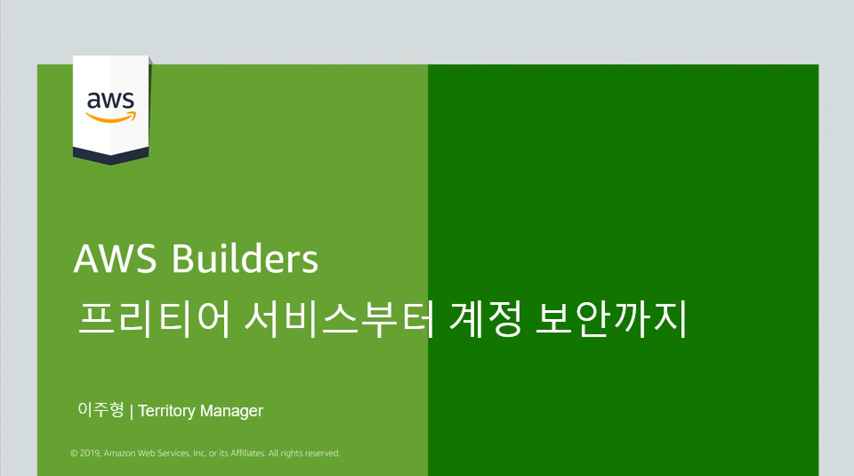 aws
AWS Builders
프리티어 서비스부터 계정 보안까지
이주형 | Territory Manager
© 2019, Amazon Web Services, Inc. or its Affiliates. All rights reserved.